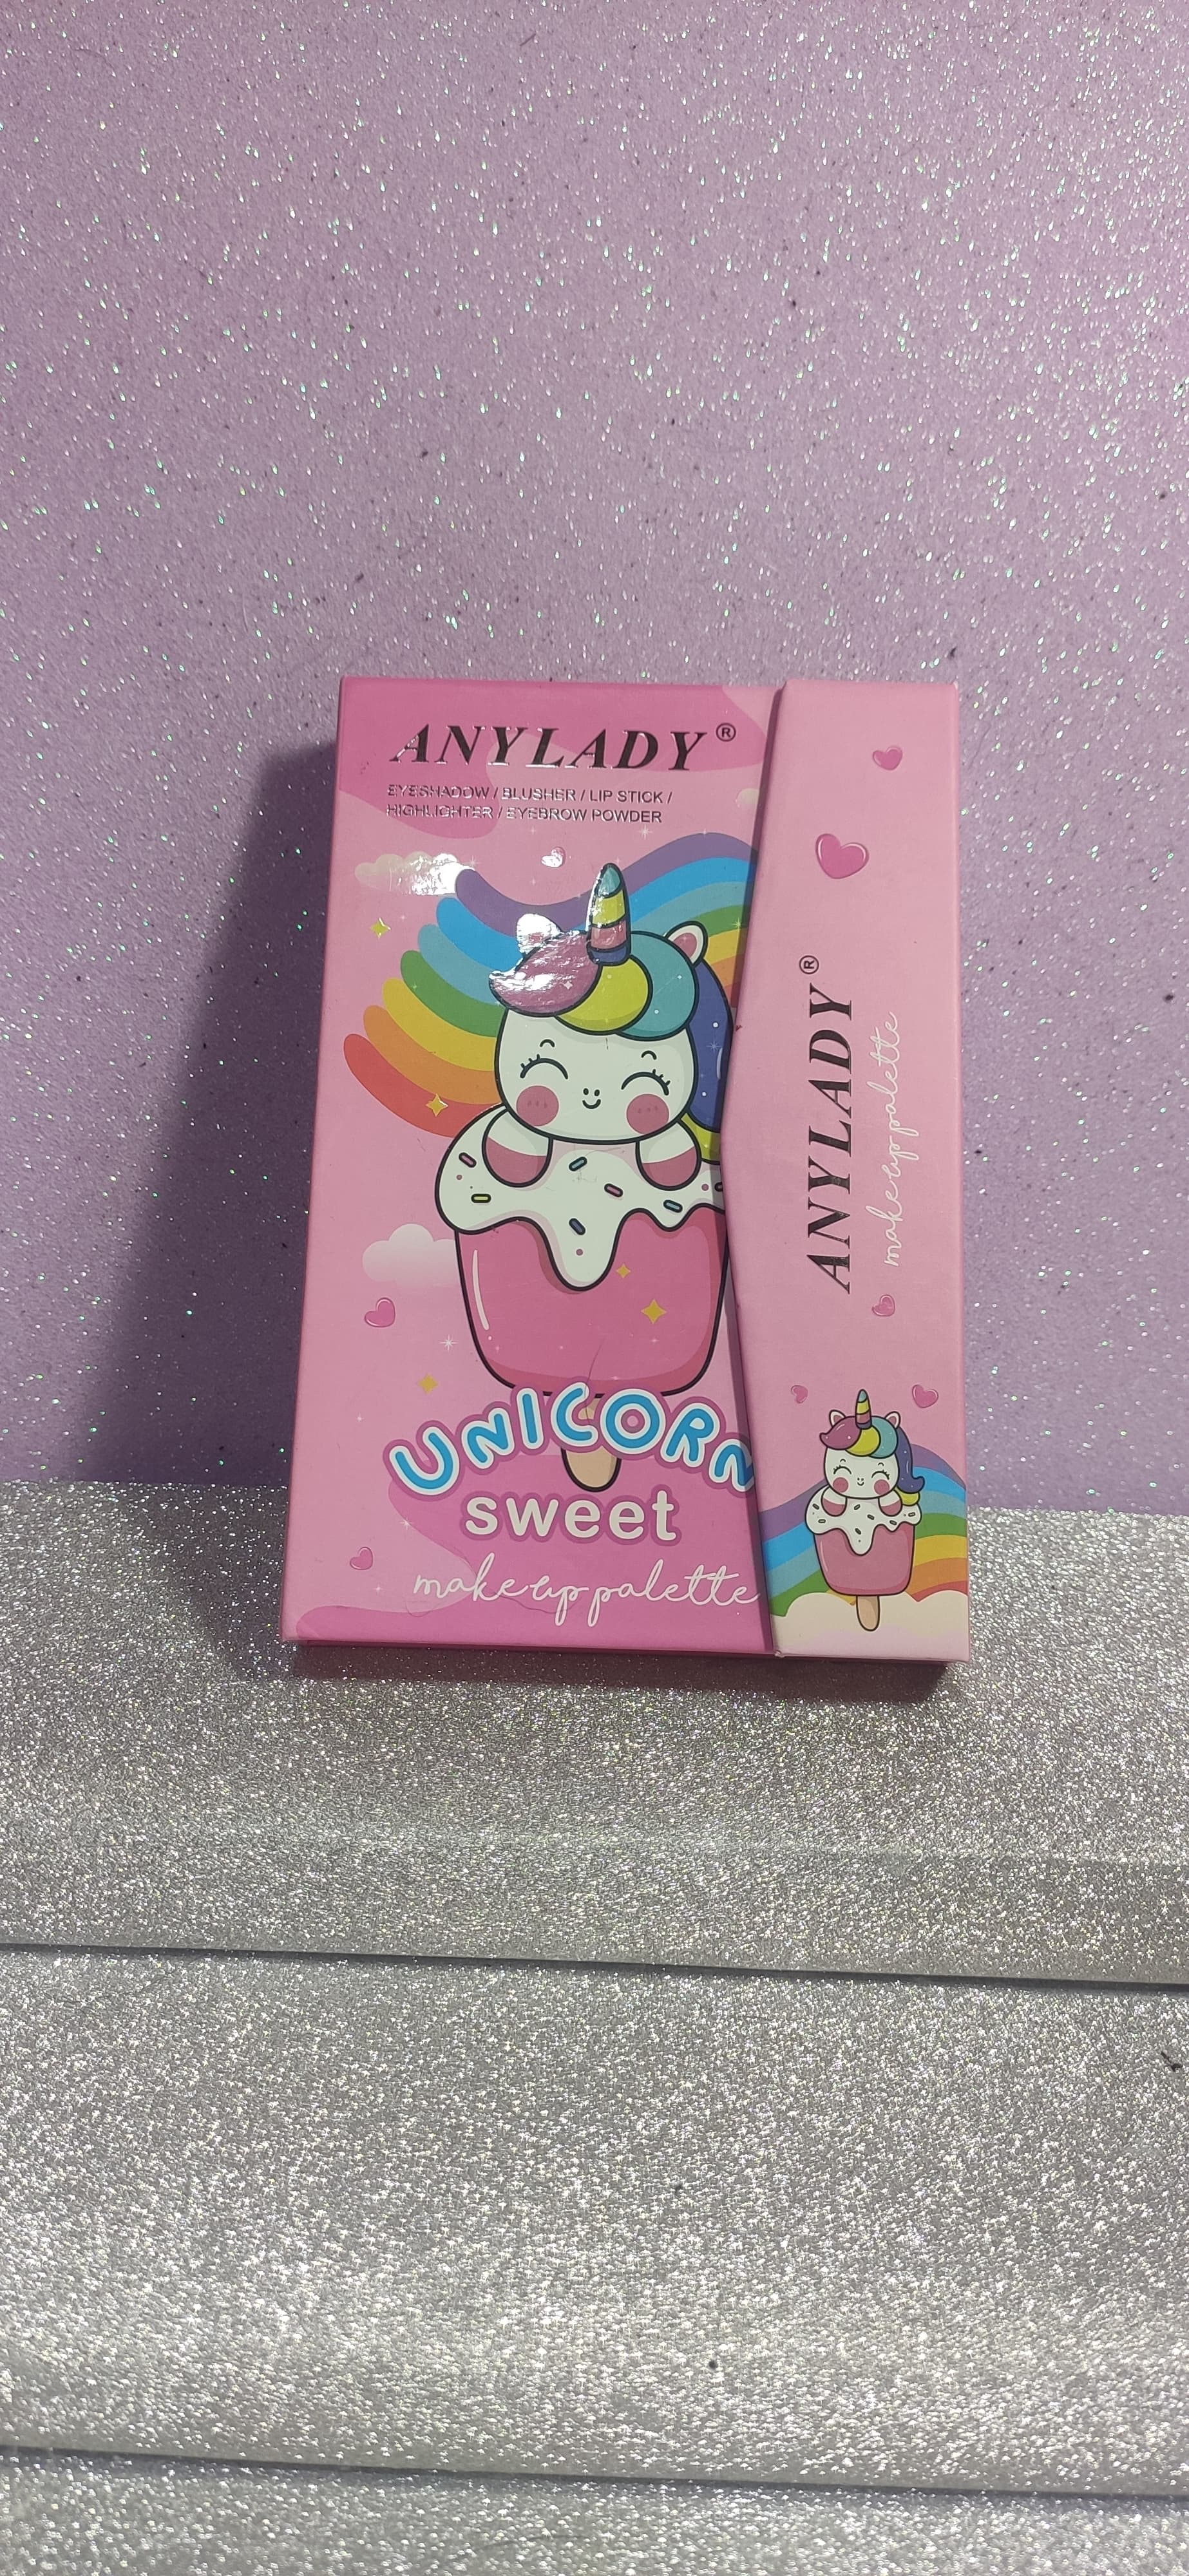 ANYLADY®
EYESHADOW / BLUSHER / LIP STICK /
HIGHLIGHTER / EYEBROW POWDER
UNICORN
sweet
make up palette
ANYLADY®
make up palette